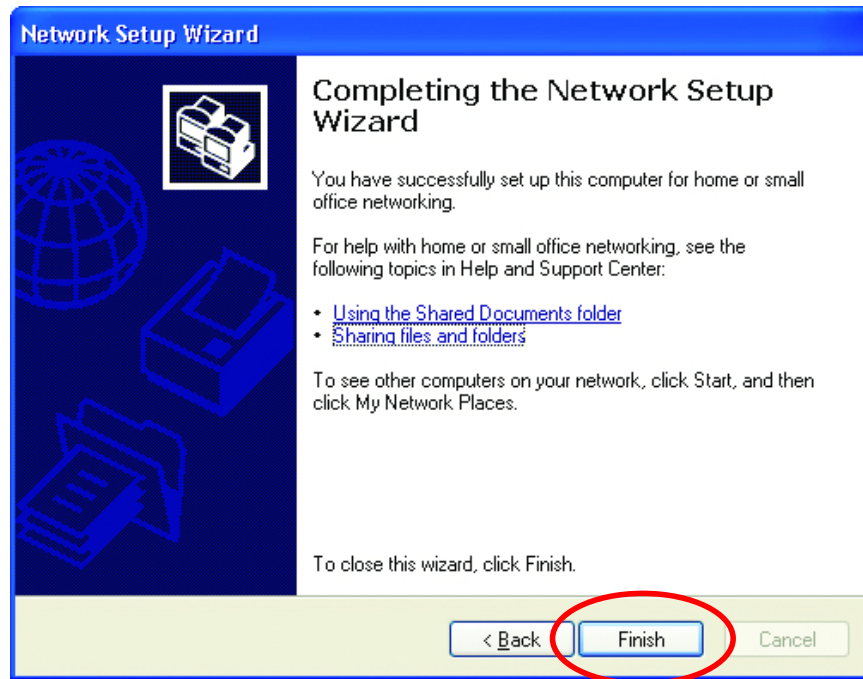 Network Setup Wizard
Completing the Network Setup
Wizard
You have successfully set up this computer for home or small
office networking.
For help with home or small office networking, see the
following topics in Help and Support Center:
• Using the Shared Documents folder
• Sharing files and folders
To see other computers on your network, click Start, and then
click My Network Places.
To close this wizard, click Finish.
< Back Finish Cancel